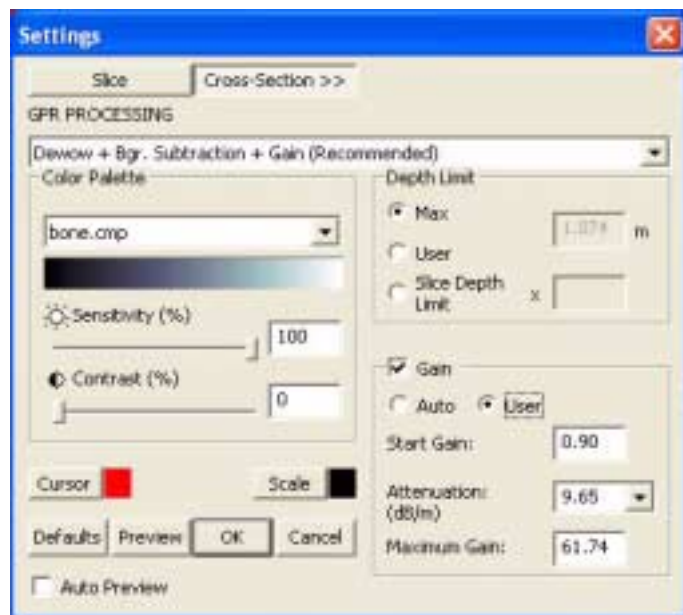 Settings
Slice Cross-Section >>
GPR PROCESSING
Dewow + Bgr. Subtraction + Gain (Recommended)
Color Palette
bone.cmp
Sensitivity (%)
100
Contrast (%)
0
Cursor Scale
Defaults Preview OK Cancel
Auto Preview
Depth Limit
Max
m
User
Slice Depth Limit x
Gain
Auto User
Start Gain: 0.90
Attenuation: (dB/m) 9.65
Maximum Gain: 61.74